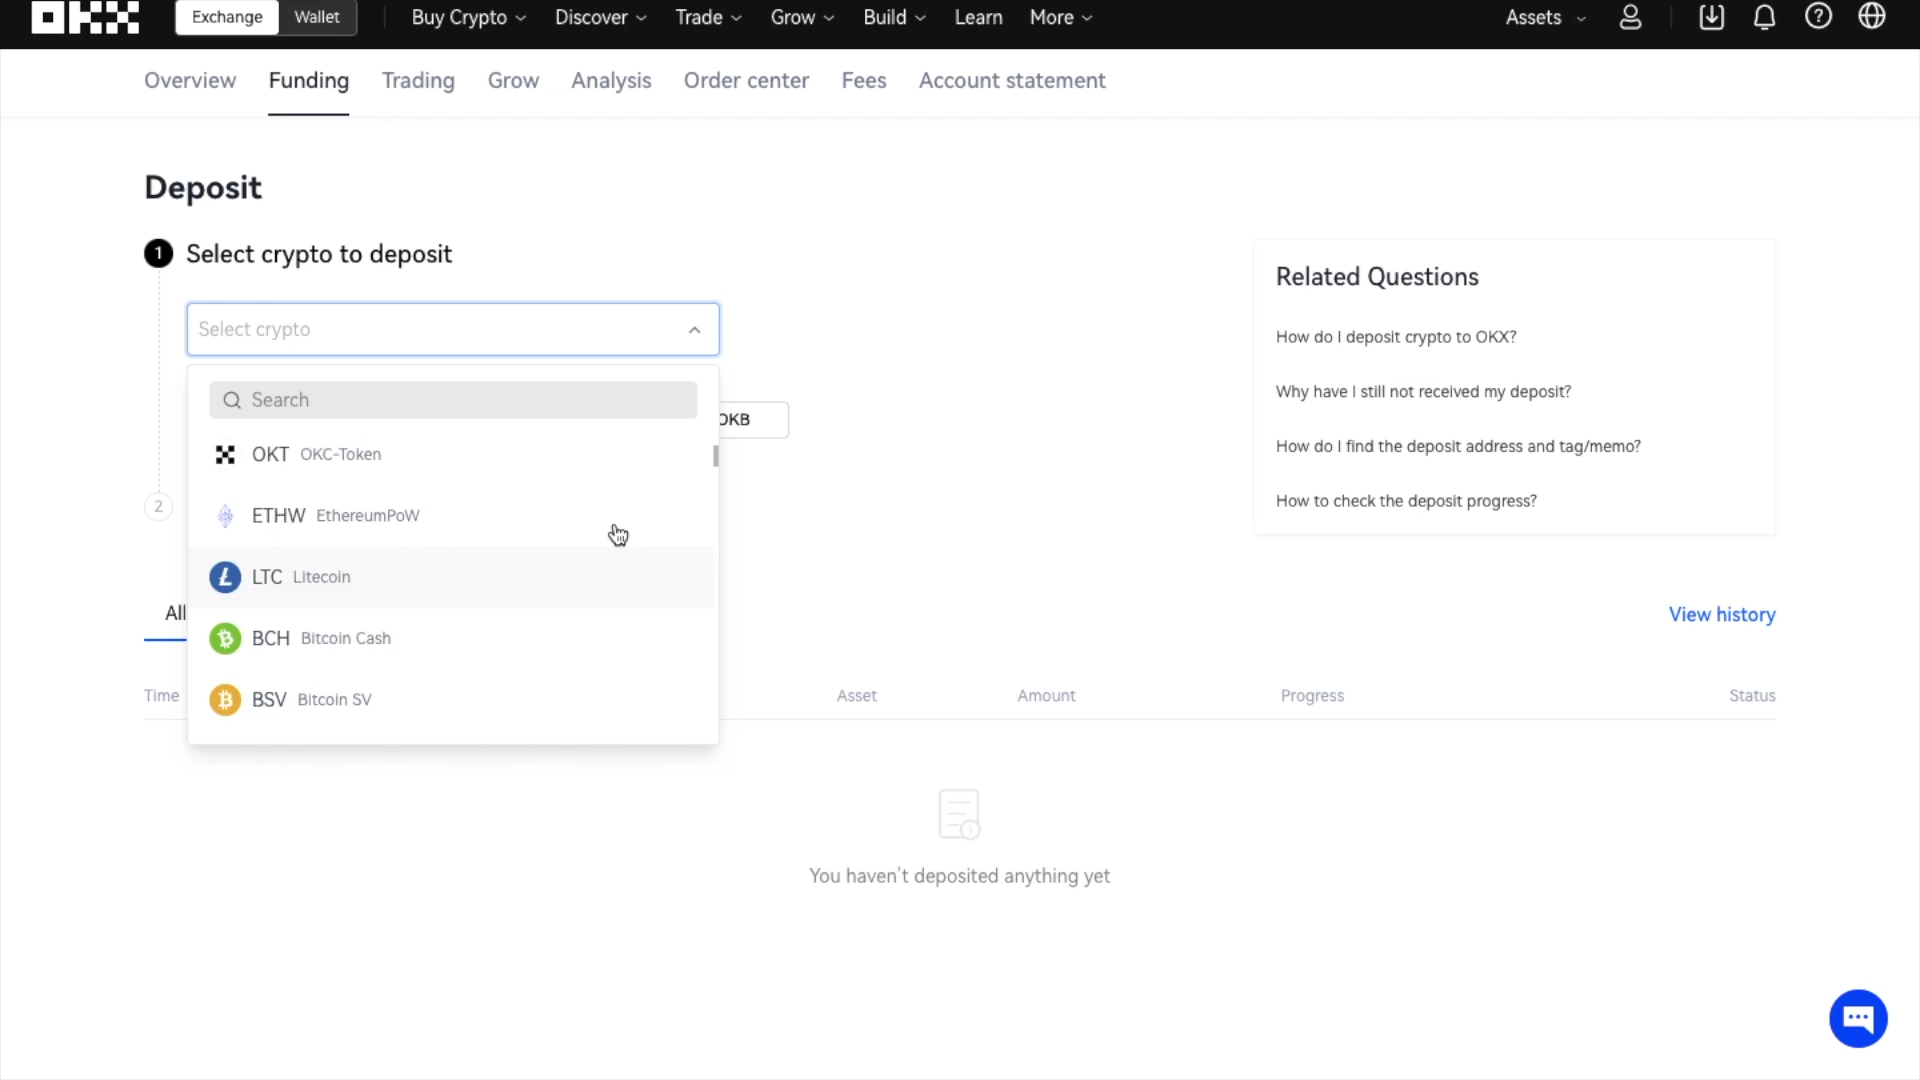 OKX Exchange Wallet Buy Crypto Discover Trade Grow Build Learn More Assets
Overview Funding Trading Grow Analysis Order center Fees Account statement
Deposit
1 Select crypto to deposit
Select crypto
Search
OKB
OKT OKC-Token
ETHW EthereumPoW
2
LTC Litecoin
BCH Bitcoin Cash
BSV Bitcoin SV
Related Questions
How do I deposit crypto to OKX?
Why have I still not received my deposit?
How do I find the deposit address and tag/memo?
How to check the deposit progress?
All
View history
Time Asset Amount Progress Status
You haven't deposited anything yet